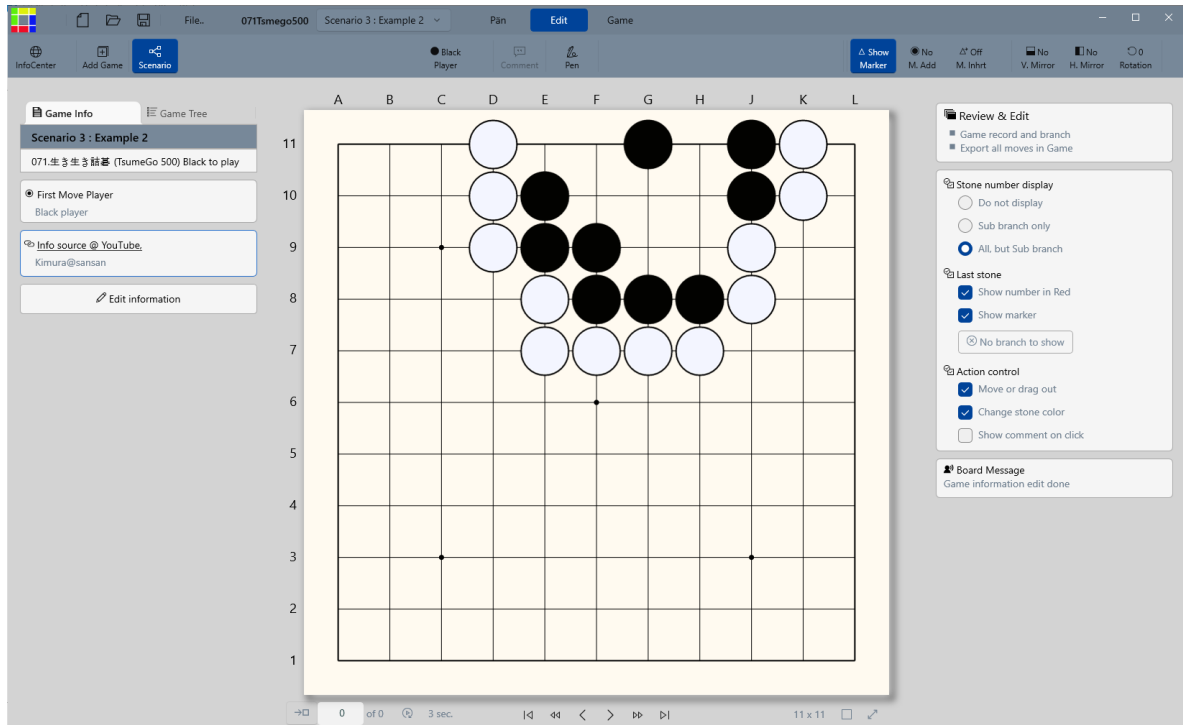 File..
071Tsmego500
Scenario 3 : Example 2
Pän
Edit
Game
InfoCenter
Add Game
Scenario
Black
Player
Comment
Pen
Show
Marker
No
M. Add
Off
M. Inhrt
No
V. Mirror
No
H. Mirror
0
Rotation
Game Info
Game Tree
Scenario 3 : Example 2
071.生き生き詰碁 (TsumeGo 500) Black to play
First Move Player
Black player
Info source @ YouTube.
Kimura@sansan
Edit information
A B C D E F G H J K L
11
10
9
8
7
6
5
4
3
2
1
Review & Edit
Game record and branch
Export all moves in Game
Stone number display
Do not display
Sub branch only
All, but Sub branch
Last stone
Show number in Red
Show marker
No branch to show
Action control
Move or drag out
Change stone color
Show comment on click
Board Message
Game information edit done
0 of 0 3 sec.
11 x 11